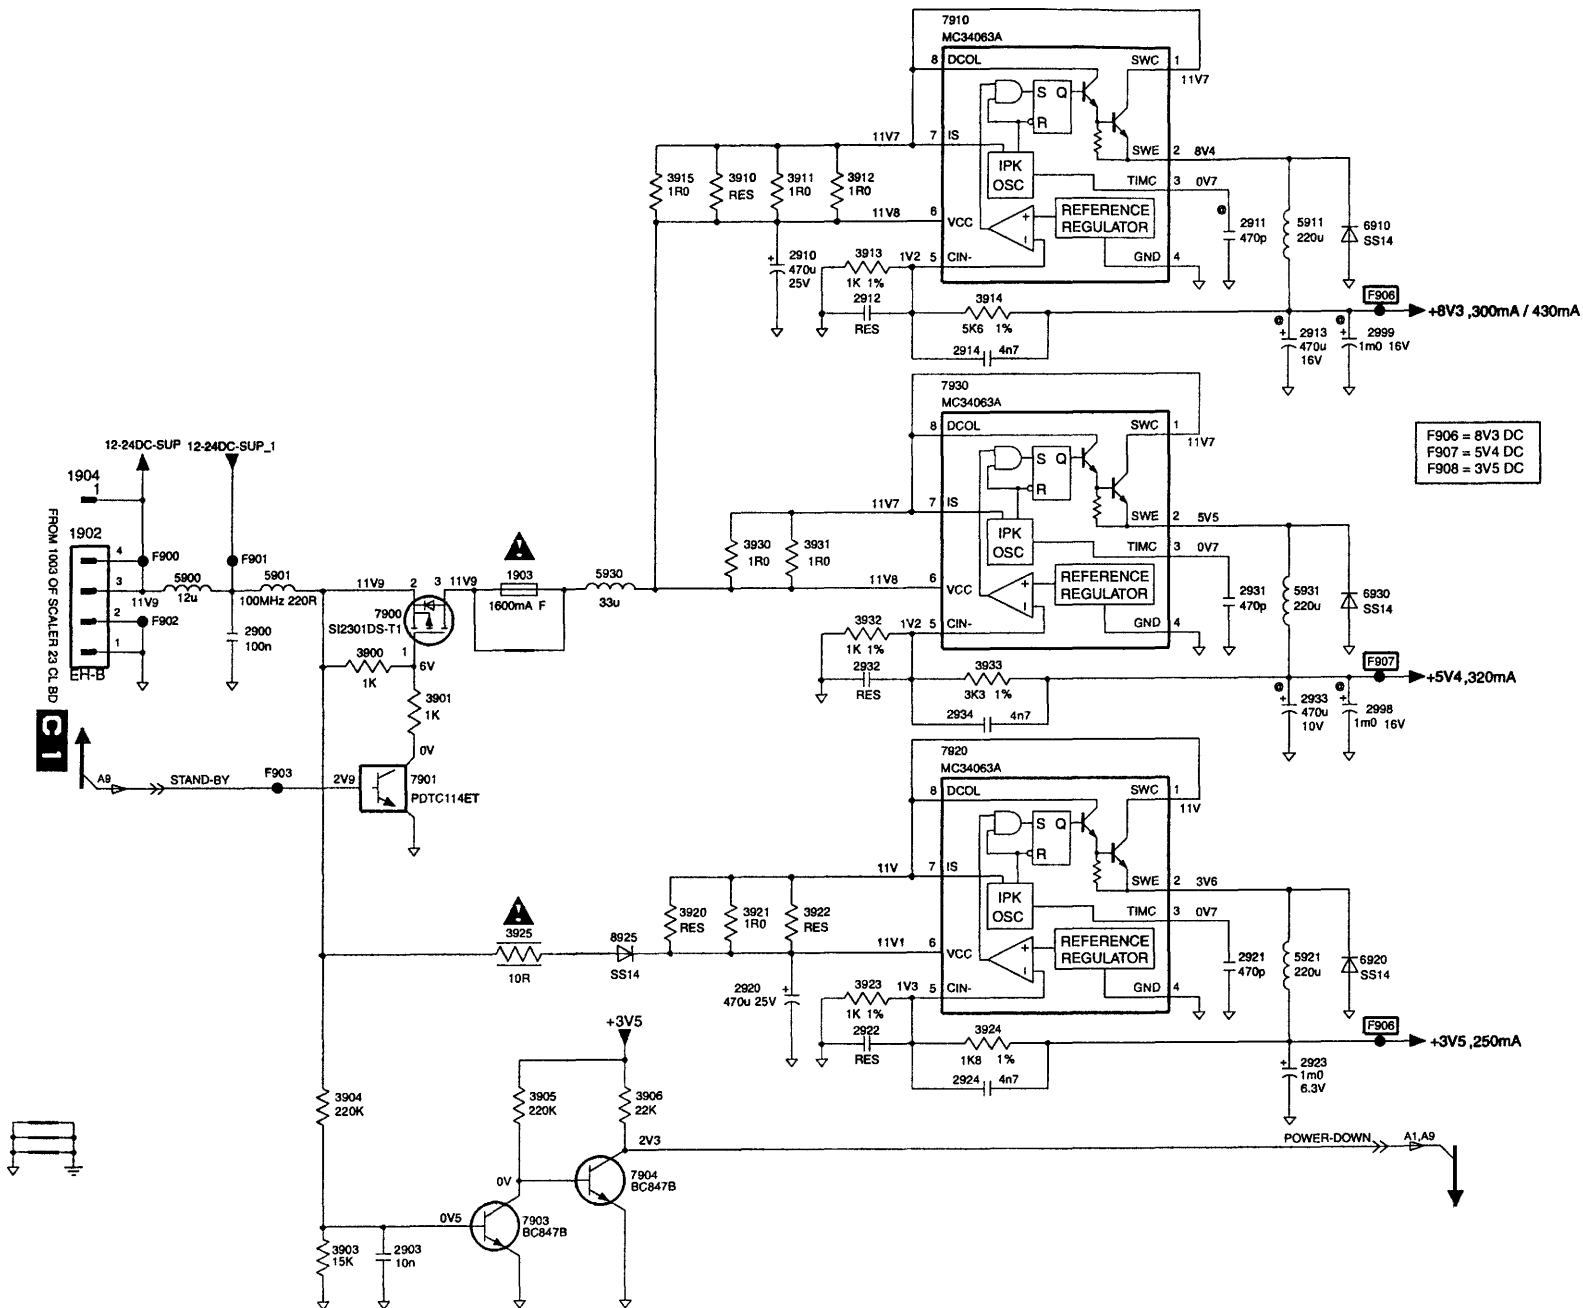 7910
MC34063A
8 DCOL
SWC 1
11V7
S Q
R
11V7
7 IS
SWE 2 8V4
IPK
OSC
TIMC 3 0V7
3915
1R0
3910
RES
3911
1R0
3912
1R0
11V8
6
VCC
+
-
REFERENCE
REGULATOR
@
2911
470p
5911
220u
6910
SS14
+
2910
470u
25V
3913
1K 1%
1V2
5 CIN-
GND 4
2912
RES
3914
5K6 1%
2914
4n7
F906
+8V3 ,300mA / 430mA
@
+
2913
470u
16V
@
+
2999
1m0 16V
7930
MC34063A
8 DCOL
SWC 1
11V7
F906 = 8V3 DC
F907 = 5V4 DC
F908 = 3V5 DC
12-24DC-SUP
12-24DC-SUP_1
1904
1
S Q
R
11V7
7 IS
SWE 2 5V5
FROM 1003 OF SCALER 23 CL BD
C 1
1902
4
3
2
1
EH-B
F900
F901
F902
11V9
5900
12u
5901
100MHz 220R
2900
100n
11V9
2
3
11V9
1903
1600mA F
5930
33u
3930
1R0
3931
1R0
11V8
6
VCC
IPK
OSC
TIMC 3 0V7
+
-
REFERENCE
REGULATOR
2931
470p
5931
220u
6930
SS14
7900
SI2301DS-T1
1
6V
3900
1K
3901
1K
0V
3932
1K 1%
1V2
5 CIN-
GND 4
2932
RES
3933
3K3 1%
2934
4n7
F907
+5V4,320mA
@
+
2933
470u
10V
@
+
2998
1m0 16V
A9
STAND-BY
F903
2V9
7901
PDTC114ET
7920
MC34063A
8 DCOL
SWC 1
11V
S Q
R
11V
7 IS
SWE 2 3V6
IPK
OSC
TIMC 3 0V7
3925
10R
8925
SS14
3920
RES
3921
1R0
3922
RES
11V1
6
VCC
+
-
REFERENCE
REGULATOR
2921
470p
5921
220u
6920
SS14
+
2920
470u 25V
3923
1K 1%
1V3
5 CIN-
GND 4
2922
RES
3924
1K8 1%
2924
4n7
F906
+3V5 ,250mA
+
2923
1m0
6.3V
+3V5
3904
220K
3905
220K
3906
22K
2V3
POWER-DOWN
A1,A9
0V
7904
BC847B
0V5
7903
BC847B
3903
15K
2903
10n